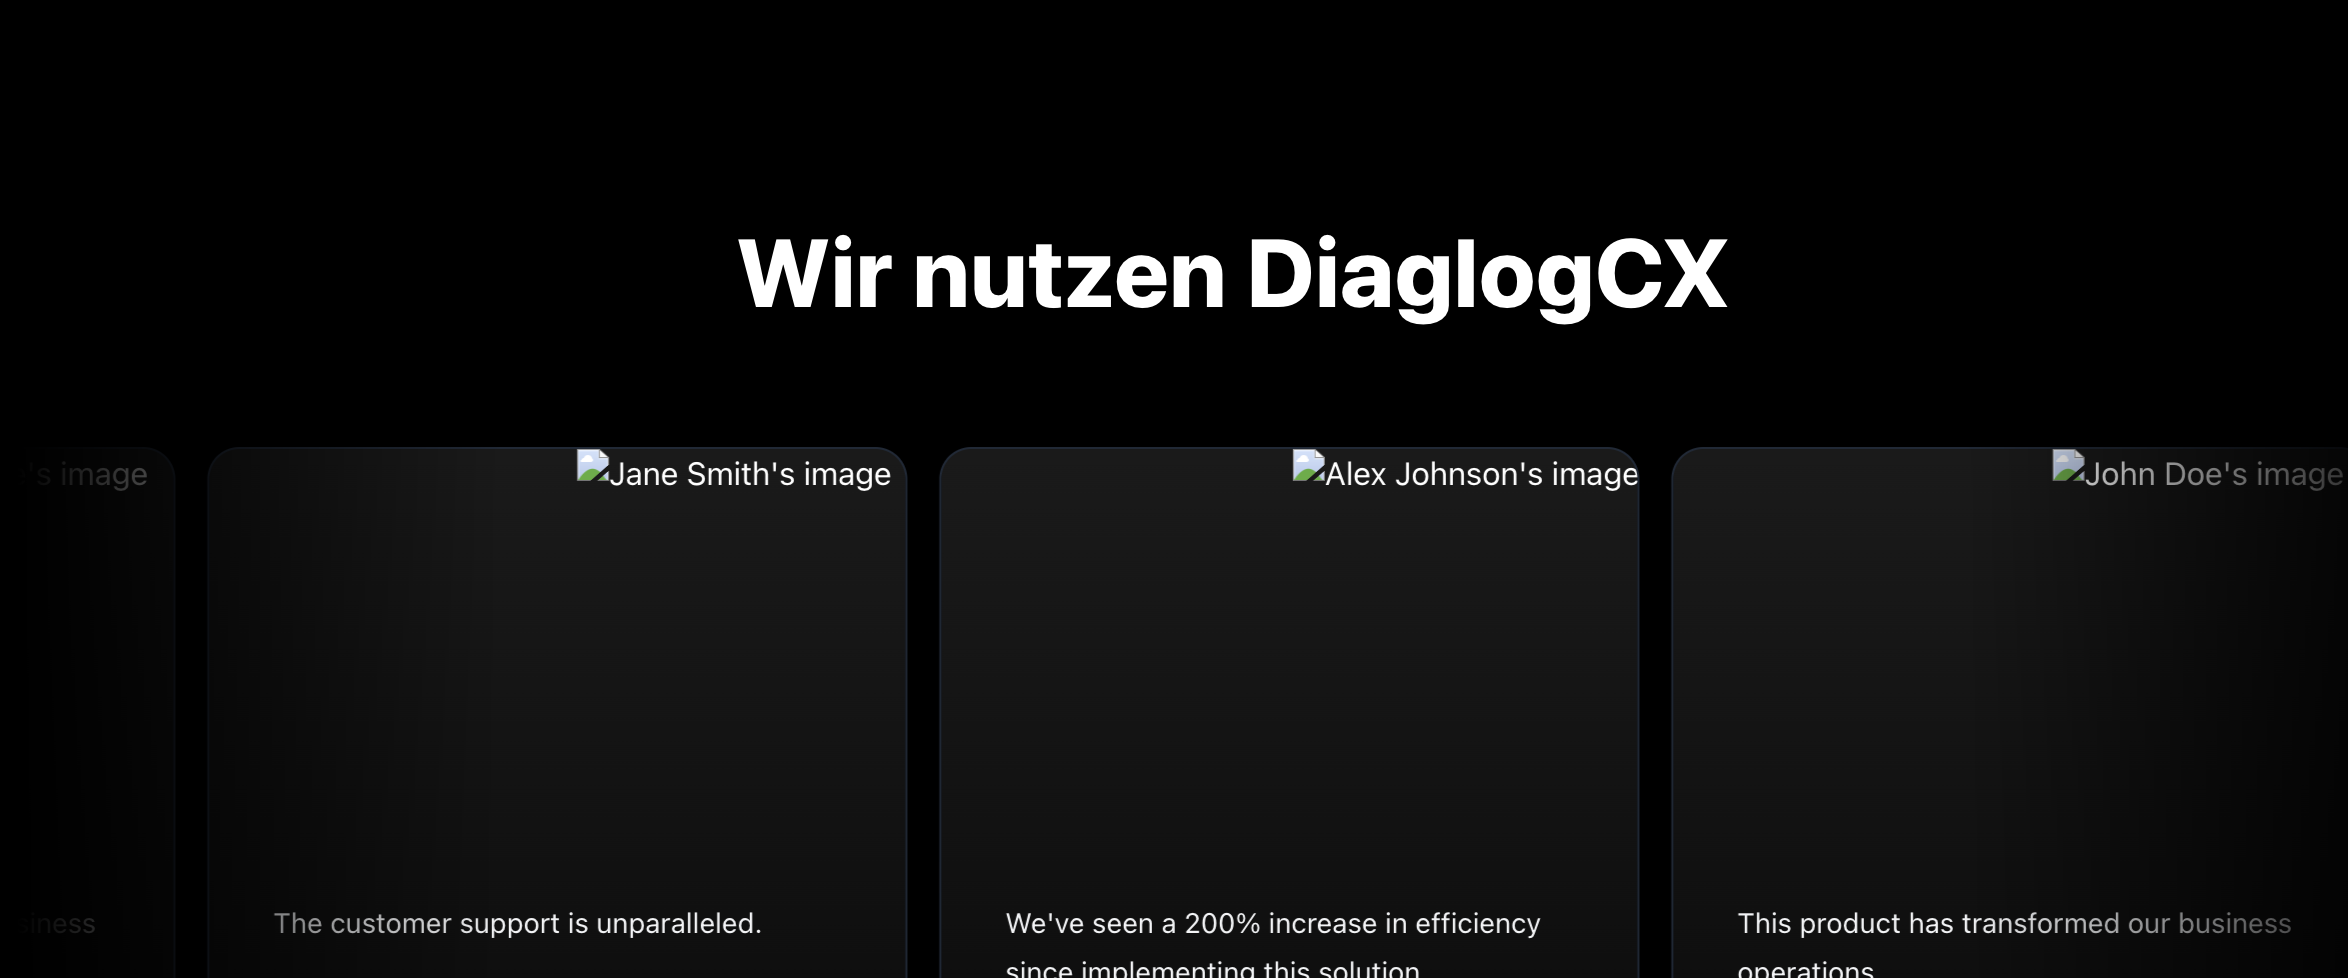 Wir nutzen DiaglogCX
's image
Jane Smith's image
Alex Johnson's image
John Doe's image
The customer support is unparalleled.
We've seen a 200% increase in efficiency
since implementing this solution.
This product has transformed our business
operations.